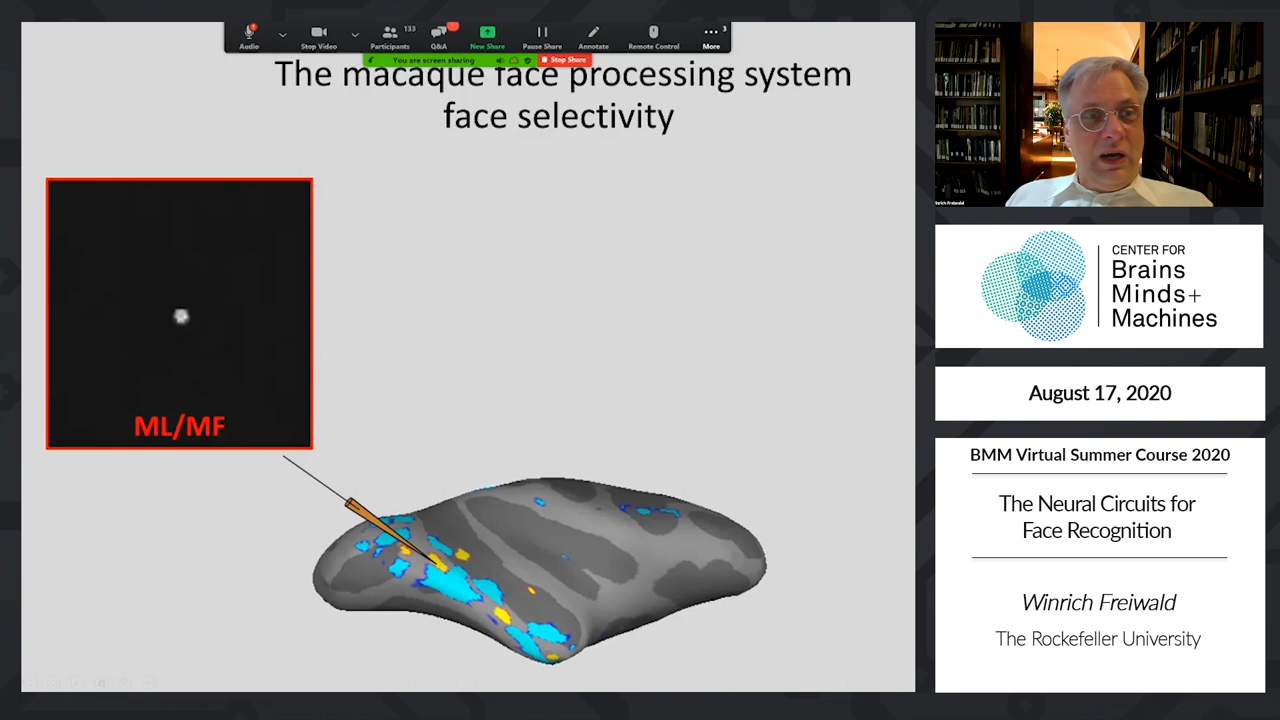 133
3
Audio
Stop Video
Participants
Q&A
New Share
Pause Share
Annotate
Remote Control
More
You are screen sharing
Stop Share
The macaque face processing system
face selectivity
ML/MF
CENTER FOR
Brains
Minds+
Machines
August 17, 2020
BMM Virtual Summer Course 2020
The Neural Circuits for
Face Recognition
Winrich Freiwald
The Rockefeller University